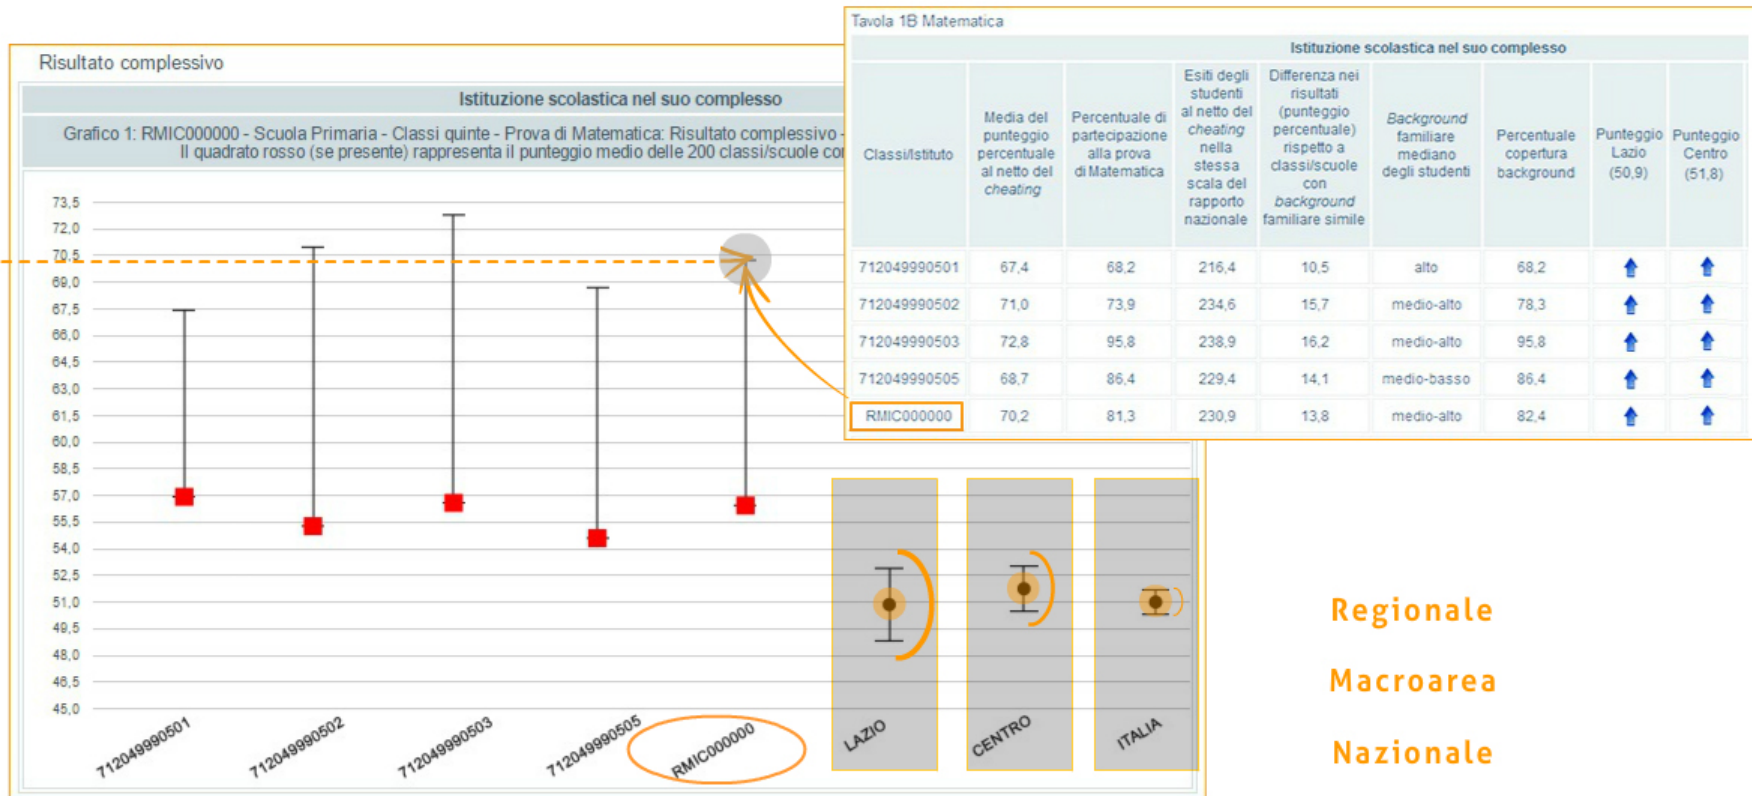 Risultato complessivo
Istituzione scolastica nel suo complesso
Grafico 1: RMIC000000 - Scuola Primaria - Classi quinte - Prova di Matematica: Risultato complessivo -
Il quadrato rosso (se presente) rappresenta il punteggio medio delle 200 classi/scuole
73,5
72,0
70,5
69,0
67,5
66,0
64,5
63,0
61,5
60,0
58,5
57,0
55,5
54,0
52,5
51,0
49,5
48,0
46,5
45,0
712049990501
712049990502
712049990503
712049990505
RMIC000000
LAZIO
CENTRO
ITALIA
Tavola 1B Matematica
Istituzione scolastica nel suo complesso
Classi/Istituto
Media del
punteggio
percentuale
al netto del
cheating
Percentuale di
partecipazione
alla prova
di Matematica
Esiti degli
studenti
al netto del
cheating
nella
stessa
scala del
rapporto
nazionale
Differenza nei
risultati
(punteggio
percentuale)
rispetto a
classi/scuole
con
background
familiare simile
Background
familiare
mediano
degli studenti
Percentuale
copertura
background
Punteggio
Lazio
(50,9)
Punteggio
Centro
(51,8)
712049990501 67,4 68,2 216,4 10,5 alto 68,2
712049990502 71,0 73,9 234,6 15,7 medio-alto 78,3
712049990503 72,8 95,8 238,9 16,2 medio-alto 95,8
712049990505 68,7 86,4 229,4 14,1 medio-basso 86,4
RMIC000000 70,2 81,3 230,9 13,8 medio-alto 82,4
Regionale
Macroarea
Nazionale